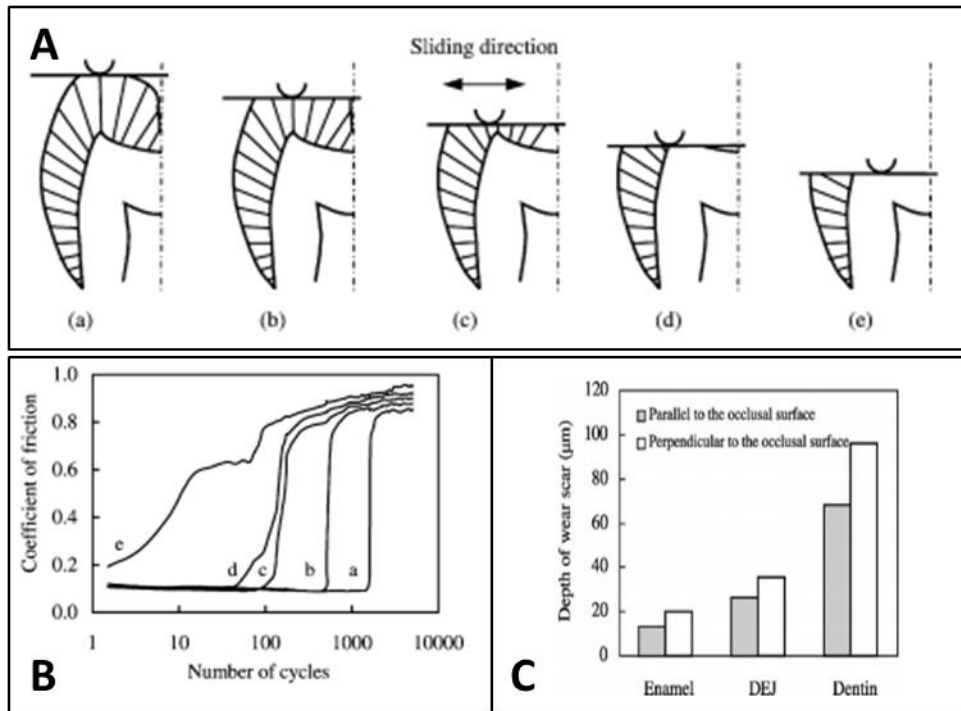 A
Sliding direction
(a)
(b)
(c)
(d)
(e)
B
Coefficient of friction
1.0
0.8
0.6
0.4
0.2
0.0
e
d
c
b
a
1
10
100
1000
10000
Number of cycles
C
Depth of wear scar (μm)
120
100
80
60
40
20
0
Parallel to the occlusal surface
Perpendicular to the occlusal surface
Enamel
DEJ
Dentin